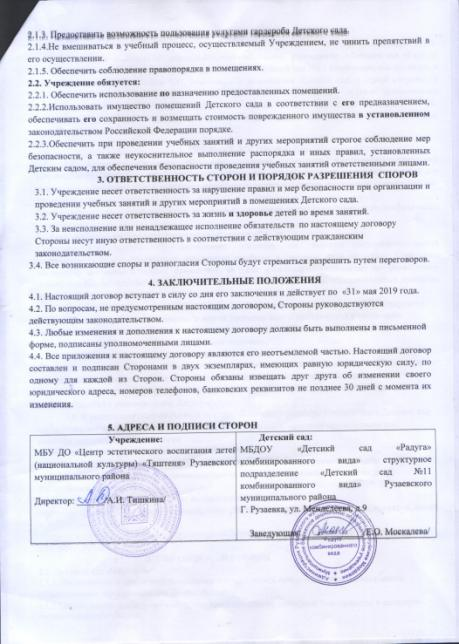 2.1.3. Предоставить возможность пользования услугами гардероба Детского сада.
2.1.4.Не вмешиваться в учебный процесс, осуществляемый Учреждением, не чинить препятствий в
его осуществлении.
2.1.5. Обеспечить соблюдение правопорядка в помещениях.
2.2. Учреждение обязуется:
2.2.1. Обеспечить использование по назначению предоставленных помещений.
2.2.2.Использовать имущество помещений Детского сада в соответствии с его предназначением,
обеспечивать его сохранность и возмещать стоимость поврежденного имущества в установленном
законодательством Российской Федерации порядке.
2.2.3.Обеспечить при проведении учебных занятий и других мероприятий строгое соблюдение мер
безопасности, а также неукоснительное выполнение распорядка и иных правил, установленных
Детским садом, для обеспечения безопасности проведения учебных занятий ответственными лицами.
3. ОТВЕТСТВЕННОСТЬ СТОРОН И ПОРЯДОК РАЗРЕШЕНИЯ СПОРОВ
3.1. Учреждение несет ответственность за нарушение правил и мер безопасности при организации и
проведении учебных занятий и других мероприятий в помещениях Детского сада.
3.2. Учреждение несет ответственность за жизнь и здоровье детей во время занятий.
3.3. За неисполнение или ненадлежащее исполнение обязательств по настоящему договору
Стороны несут иную ответственность в соответствии с действующим гражданским
законодательством.
3.4. Все возникающие споры и разногласия Стороны будут стремиться разрешить путем переговоров.
4. ЗАКЛЮЧИТЕЛЬНЫЕ ПОЛОЖЕНИЯ
4.1. Настоящий договор вступает в силу со дня его заключения и действует по «31» мая 2019 года.
4.2. По вопросам, не предусмотренным настоящим договором, Стороны руководствуются
действующим законодательством.
4.3. Любые изменения и дополнения к настоящему договору должны быть выполнены в письменной
форме, подписаны уполномоченными лицами.
4.4. Все приложения к настоящему договору являются его неотъемлемой частью. Настоящий договор
составлен и подписан Сторонами в двух экземплярах, имеющих равную юридическую силу, по
одному для каждой из Сторон. Стороны обязаны извещать друг друга об изменении своего
юридического адреса, номеров телефонов, банковских реквизитов не позднее 30 дней с момента их
изменения.
5. АДРЕСА И ПОДПИСИ СТОРОН
Учреждение:
МБУ ДО «Центр эстетического воспитания детей
(национальной культуры) «Тяштеня» Рузаевского
муниципального района
Директор: /А.И. Тишкина/
Детский сад:
МБДОУ «Детский сад «Радуга»
комбинированного вида» структурное
подразделение «Детский сад №11
комбинированного вида» Рузаевского
муниципального района
Г. Рузаевка, ул. Менделеева, д.9
Заведующая: /Е.О. Москалева/
комбинированного
вида